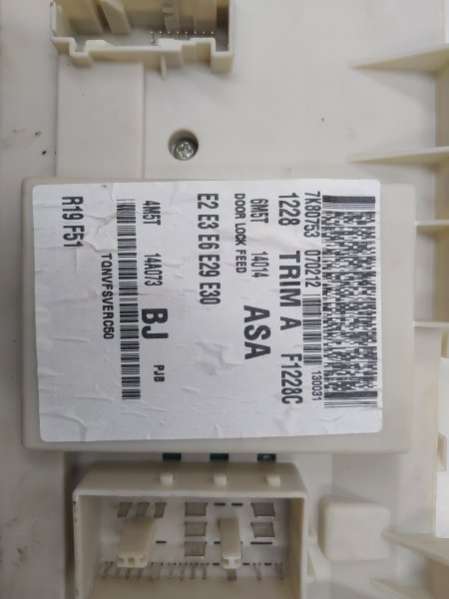 7K80753 070212 130031
1228 TRIM A F1228C
6M5T 14014 ASA
DOOR LOCK FEED
E2 E3 E6 E29 E30
4M5T 14A073 BJ PJB
TQNVFSVERC50
R19 F51